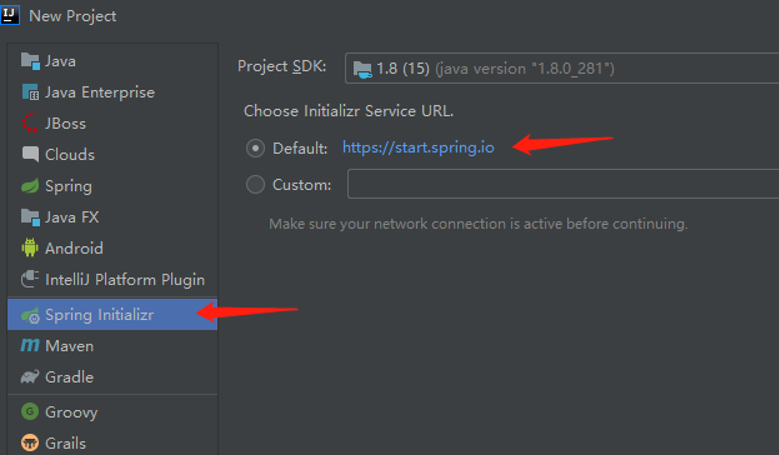 New Project
Java
Java Enterprise
JBoss
Clouds
Spring
Java FX
Android
IntelliJ Platform Plugin
Spring Initializr
Maven
Gradle
Groovy
Grails
Project SDK: 1.8 (15) (java version "1.8.0_281")
Choose Initializr Service URL.
Default: https://start.spring.io
Custom:
Make sure your network connection is active before continuing.